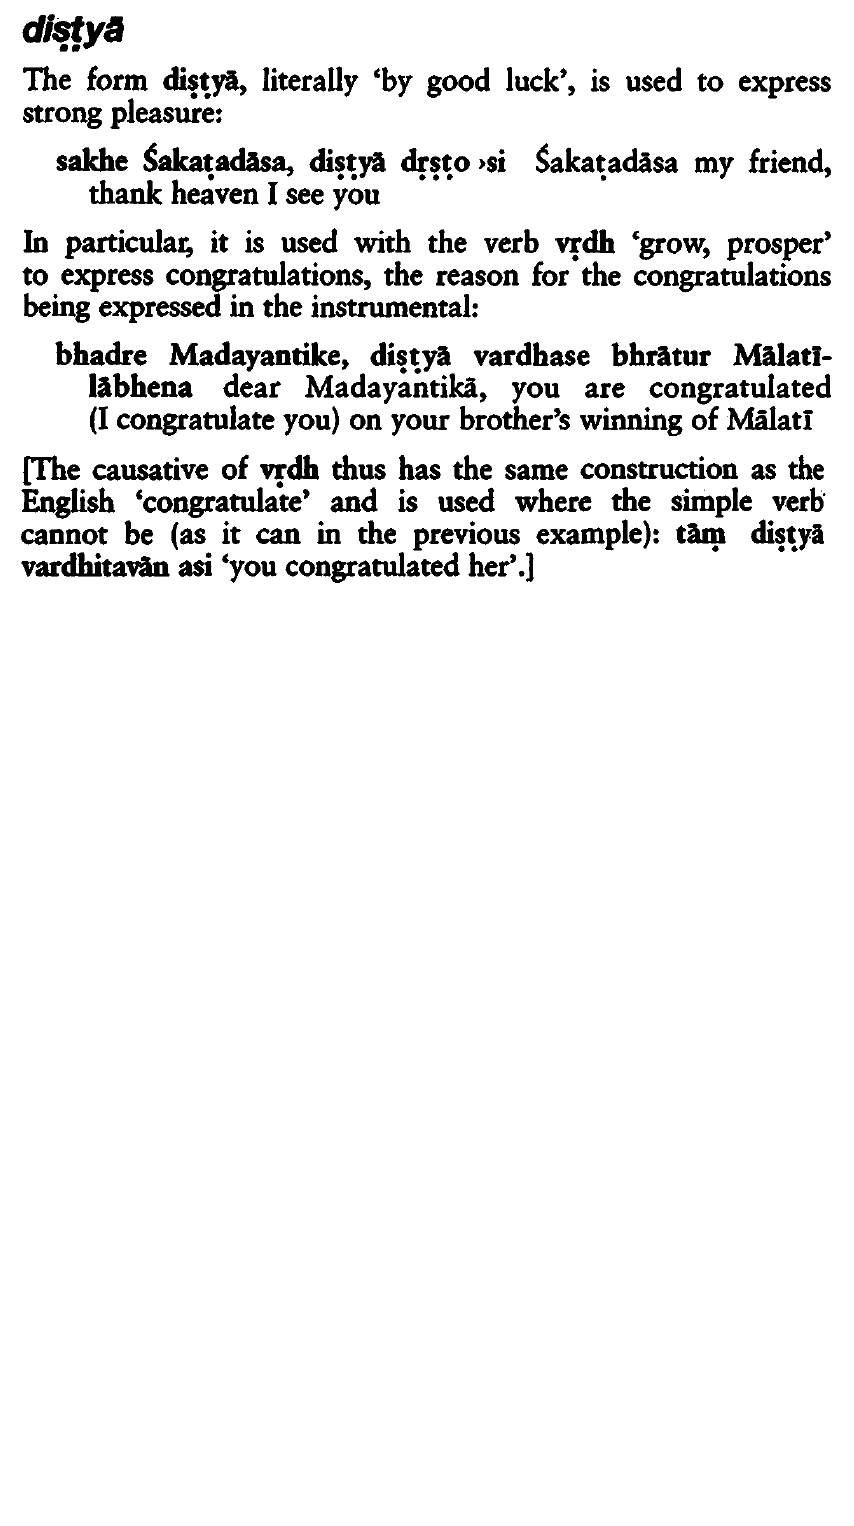 diṣṭyā
The form diṣṭyā, literally ‘by good luck’, is used to express
strong pleasure:
sakhe Śakaṭadāsa, diṣṭyā dṛṣṭo ›si Śakaṭadāsa my friend,
thank heaven I see you
In particular, it is used with the verb vṛdh ‘grow, prosper’
to express congratulations, the reason for the congratulations
being expressed in the instrumental:
bhadre Madayantike, diṣṭyā vardhase bhrātur Mālatī-
lābhena dear Madayantikā, you are congratulated
(I congratulate you) on your brother’s winning of Mālatī
[The causative of vṛdh thus has the same construction as the
English ‘congratulate’ and is used where the simple verb
cannot be (as it can in the previous example): tāṃ diṣṭyā
vardhitavān asi ‘you congratulated her’.]